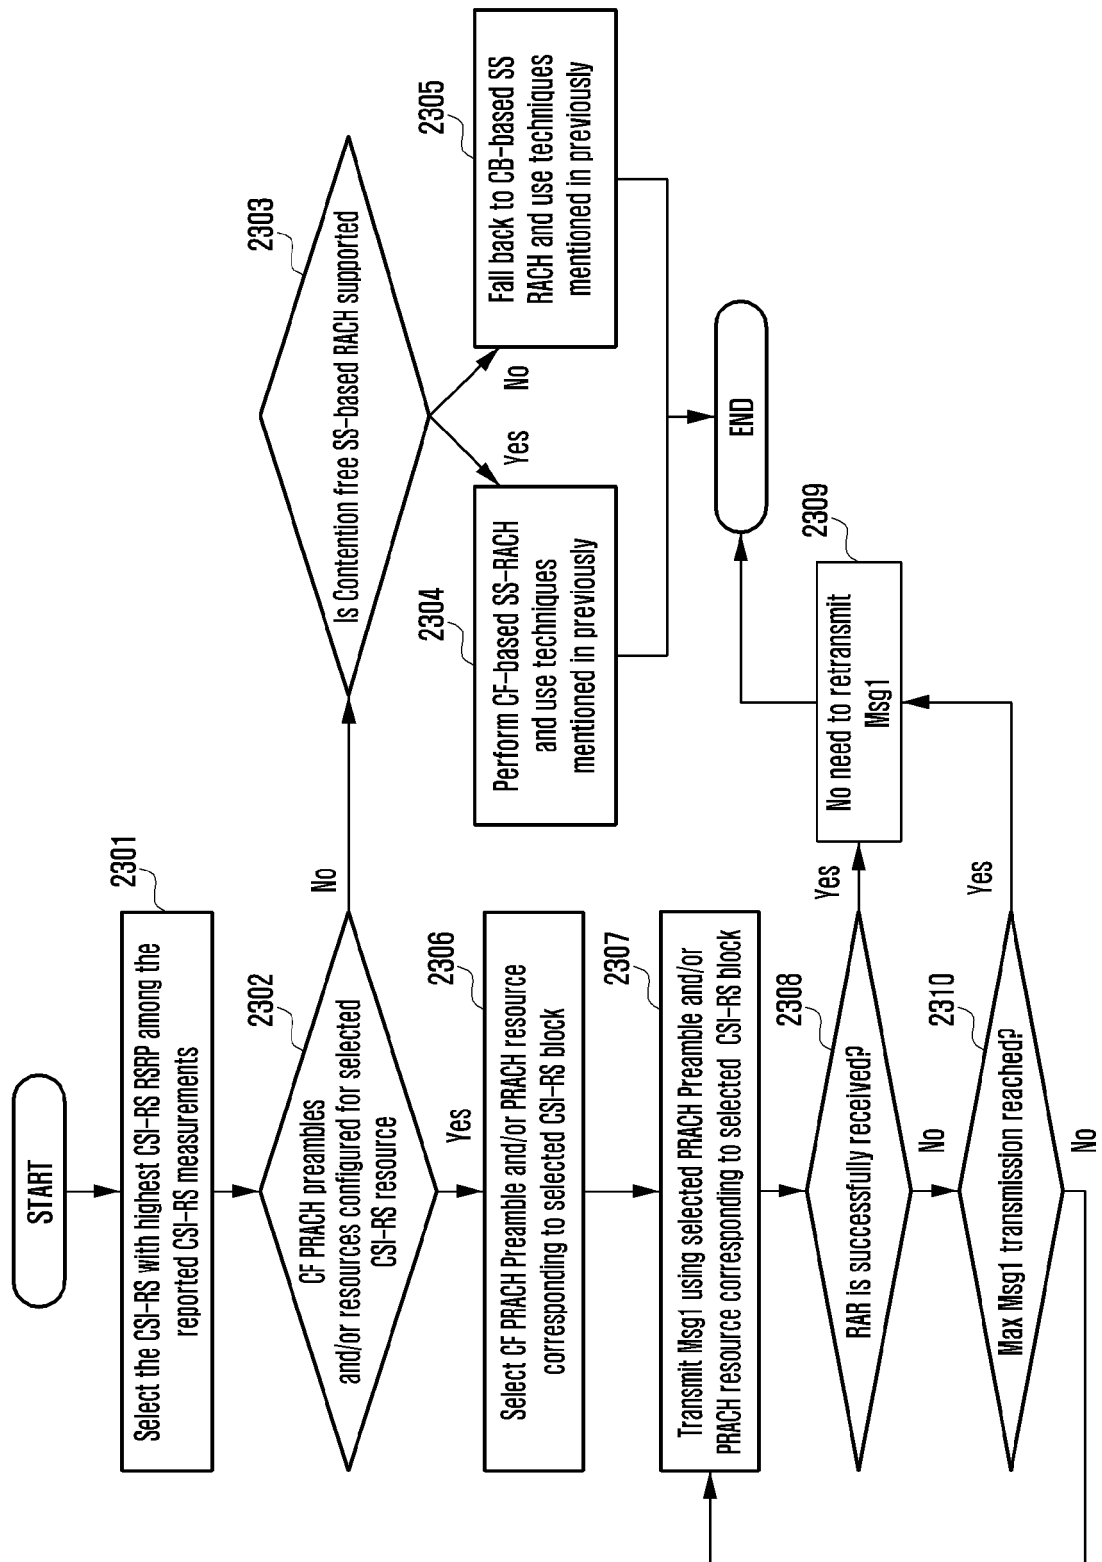 START
2301
Select the CSI-RS with highest CSI-RS RSRP among the
reported CSI-RS measurements
2302
CF PRACH preambles
and/or resources configured for selected
CSI-RS resource
No
Yes
2303
Is Contention free SS-based RACH supported
Yes
No
2304
Perform CF-based SS-RACH
and use techniques
mentioned in previously
2305
Fall back to CB-based SS
RACH and use techniques
mentioned in previously
2306
Select CF PRACH Preamble and/or PRACH resource
corresponding to selected CSI-RS block
2307
Transmit Msg1 using selected PRACH Preamble and/or
PRACH resource corresponding to selected CSI-RS block
2308
RAR is successfully received?
Yes
No
2309
No need to retransmit
Msg1
2310
Max Msg1 transmission reached?
Yes
No
END